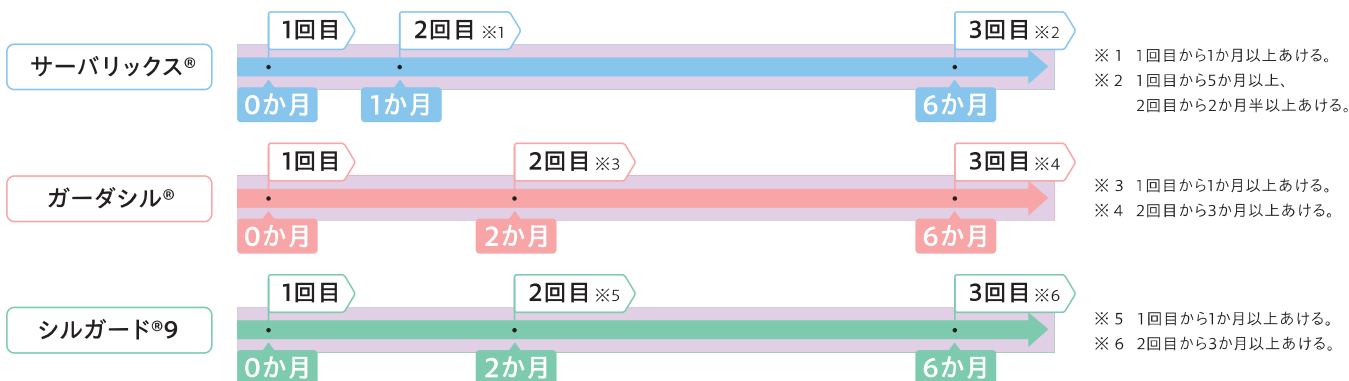 1回目 2回目 ※1 3回目 ※2
サーバリックス®
0か月 1か月 6か月
※1 1回目から1か月以上あける。
※2 1回目から5か月以上、
2回目から2か月半以上あける。
1回目 2回目 ※3 3回目 ※4
ガーダシル®
0か月 2か月 6か月
※3 1回目から1か月以上あける。
※4 2回目から3か月以上あける。
1回目 2回目 ※5 3回目 ※6
シルガード®9
0か月 2か月 6か月
※5 1回目から1か月以上あける。
※6 2回目から3か月以上あける。